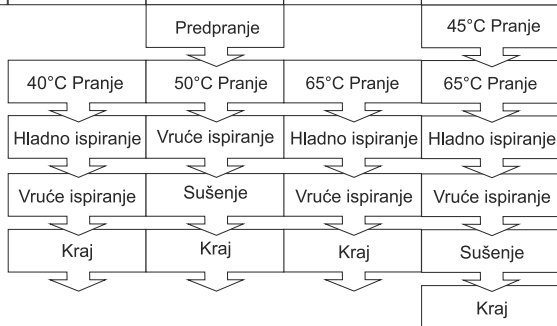 Predpranje
45°C Pranje
40°C Pranje
50°C Pranje
65°C Pranje
65°C Pranje
Hladno ispiranje
Vruće ispiranje
Hladno ispiranje
Hladno ispiranje
Vruće ispiranje
Sušenje
Vruće ispiranje
Vruće ispiranje
Kraj
Kraj
Kraj
Sušenje
Kraj